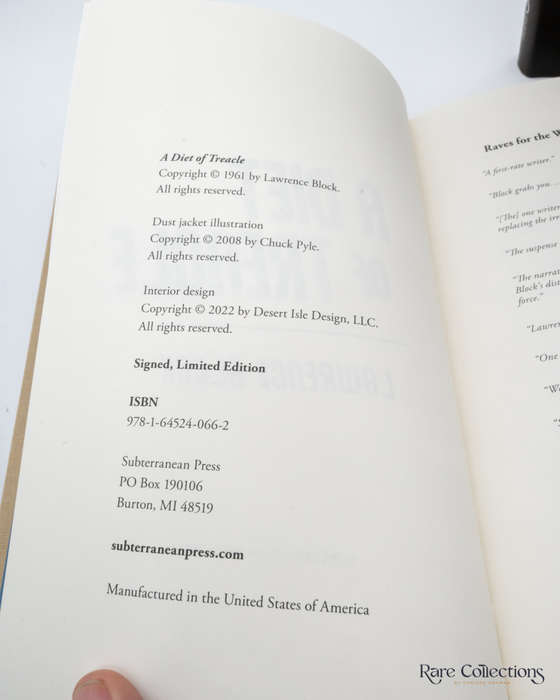 A Diet of Treacle
Copyright © 1961 by Lawrence Block.
All rights reserved.
Dust jacket illustration
Copyright © 2008 by Chuck Pyle.
All rights reserved.
Interior design
Copyright © 2022 by Desert Isle Design, LLC.
All rights reserved.
Signed, Limited Edition
ISBN
978-1-64524-066-2
Subterranean Press
PO Box 190106
Burton, MI 48519
subterraneanpress.com
Manufactured in the United States of America
Raves for the W
"A first-rate writer."
"Block grabs you…
"[The] one writer
replacing the irre
"The suspense
"The narrat
Block's dist
force."
"Lawren
"One
"W
Rare Collections